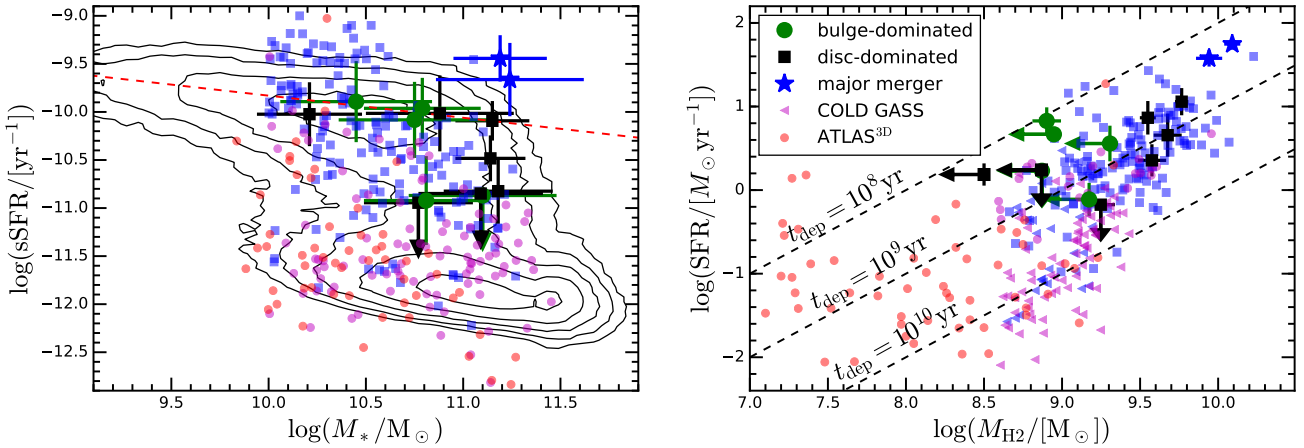 −9.0
−9.5
−10.0
−10.5
−11.0
−11.5
−12.0
−12.5
log(sSFR/[yr⁻¹])
9.5 10.0 10.5 11.0 11.5
log(M*/M⊙)
2
1
0
−1
−2
log(SFR/[M⊙yr⁻¹])
bulge-dominated
disc-dominated
major merger
COLD GASS
ATLAS³ᴰ
t_dep = 10⁸ yr
t_dep = 10⁹ yr
t_dep = 10¹⁰ yr
7.0 7.5 8.0 8.5 9.0 9.5 10.0
log(M_H2/[M⊙])